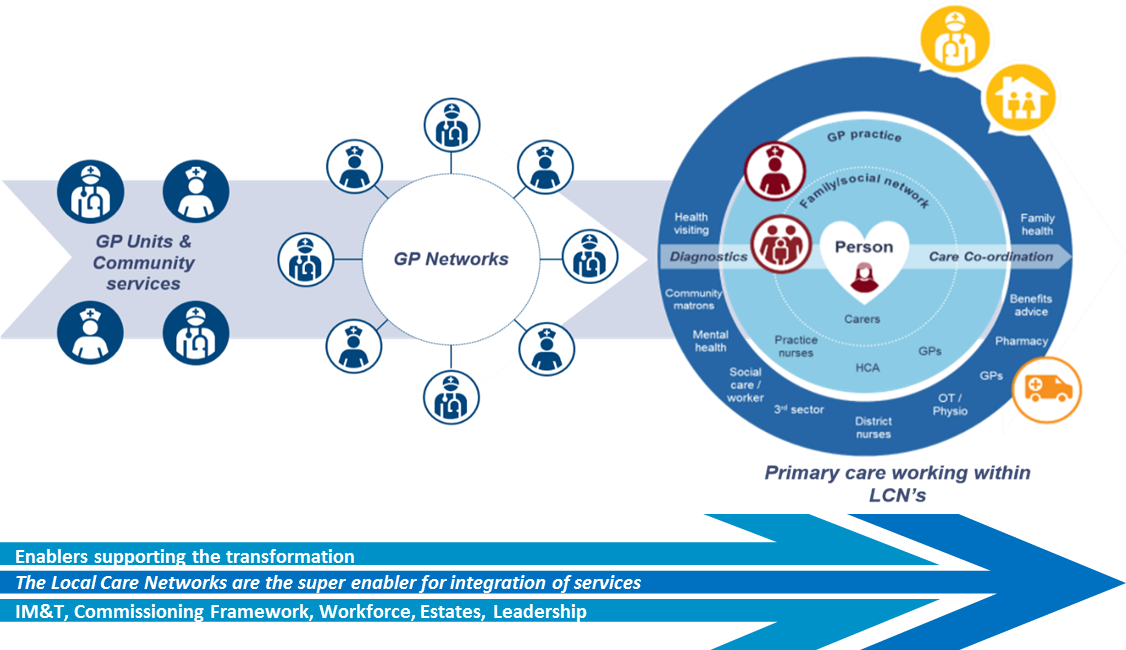 GP Units &
Community
services
GP Networks
GP practice
Family/social network
Person
Carers
Practice
nurses
HCA
GPs
Diagnostics
Care Co-ordination
Health
visiting
Community
matrons
Mental
health
Social
care /
worker
3rd sector
District
nurses
OT /
Physio
GPs
Pharmacy
Benefits
advice
Family
health
Primary care working within
LCN’s
Enablers supporting the transformation
The Local Care Networks are the super enabler for integration of services
IM&T, Commissioning Framework, Workforce, Estates, Leadership